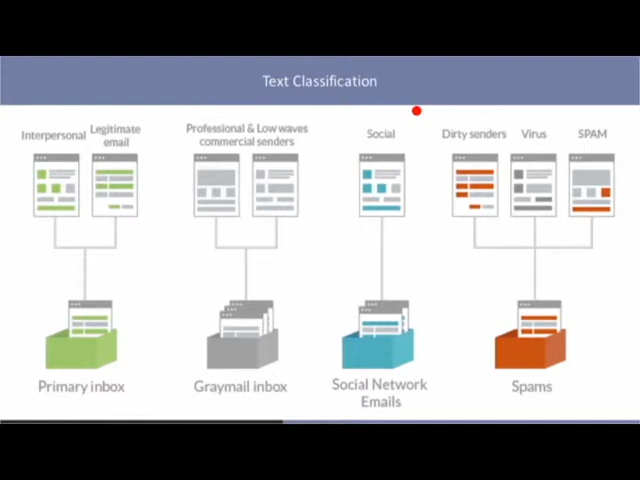 Text Classification
Interpersonal
Legitimate
email
Professional & Low waves
commercial senders
Social
Dirty senders
Virus
SPAM
Primary inbox
Graymail inbox
Social Network
Emails
Spams